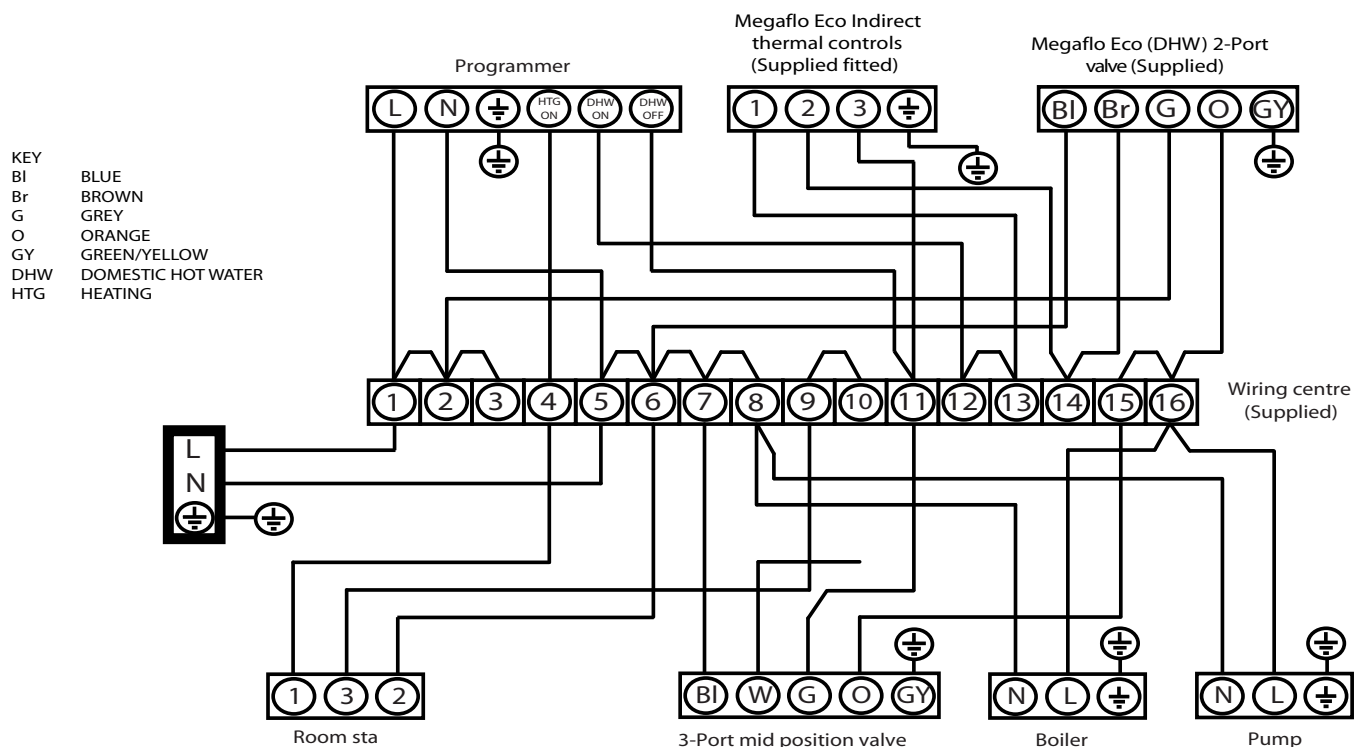 Megaflo Eco Indirect
thermal controls
(Supplied fitted)
Megaflo Eco (DHW) 2-Port
valve (Supplied)
Programmer
L N HTG ON DHW ON DHW OFF
1 2 3
Bl Br G O GY
KEY
Bl BLUE
Br BROWN
G GREY
O ORANGE
GY GREEN/YELLOW
DHW DOMESTIC HOT WATER
HTG HEATING
1 2 3 4 5 6 7 8 9 10 11 12 13 14 15 16
Wiring centre
(Supplied)
L
N
1 3 2
Room sta
Bl W G O GY
3-Port mid position valve
N L
Boiler
N L
Pump